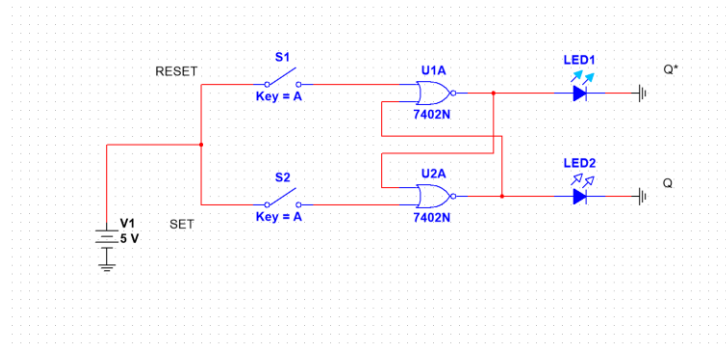 S1
RESET
Key = A
U1A
7402N
LED1
Q*
S2
SET
Key = A
U2A
7402N
LED2
Q
V1
5 V